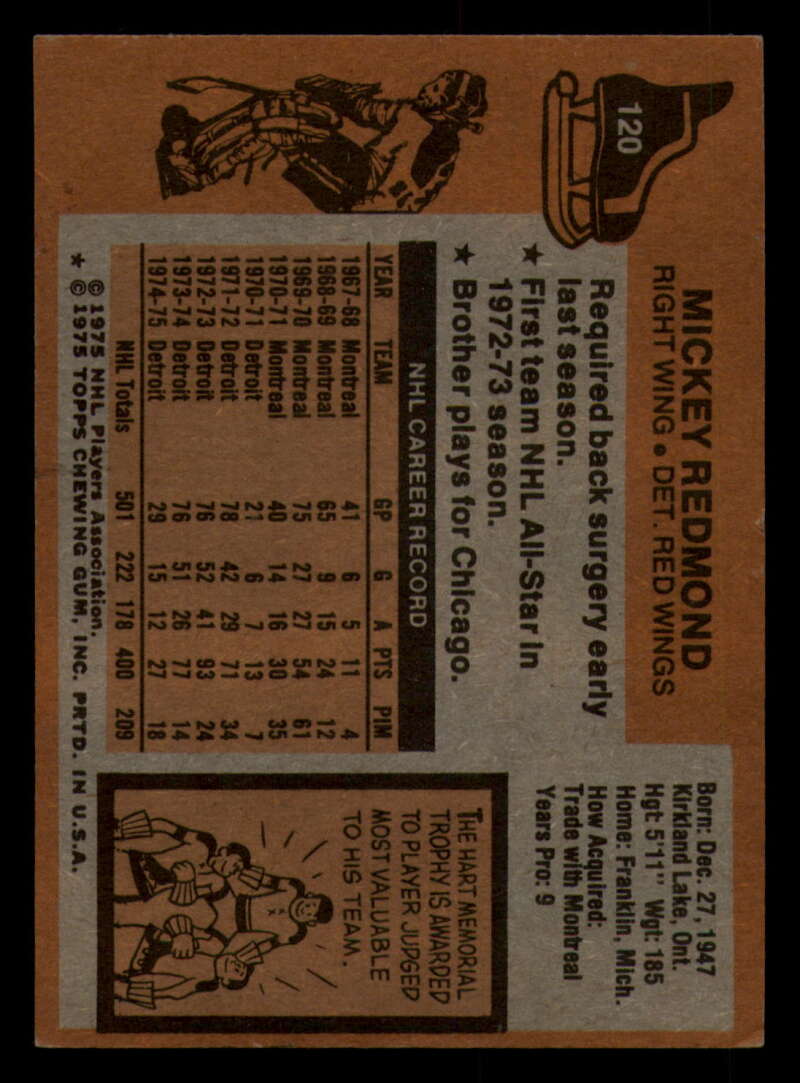 120
MICKEY REDMOND
RIGHT WING • DET. RED WINGS
Required back surgery early
last season.
★ First team NHL All-Star in
1972-73 season.
★ Brother plays for Chicago.
Born: Dec. 27, 1947
Kirkland Lake, Ont.
Hgt 5'11" Wgt: 185
Home: Franklin, Mich.
How Acquired:
Trade with Montreal
Years Pro: 9
NHL CAREER RECORD
YEAR TEAM GP G A PTS PIM
1967-68 Montreal 41 6 5 11 4
1968-69 Montreal 65 9 15 24 12
1969-70 Montreal 75 27 27 54 61
1970-71 Montreal 40 14 16 30 35
1970-71 Detroit 21 6 7 13 7
1971-72 Detroit 78 42 29 71 34
1972-73 Detroit 76 52 41 93 24
1973-74 Detroit 76 51 26 77 14
1974-75 Detroit 29 15 12 27 18
NHL Totals 501 222 178 400 209
© 1975 NHL Players Association.
* © 1975 TOPPS CHEWING GUM, INC. PRTD. IN U.S.A.
THE HART MEMORIAL
TROPHY IS AWARDED
TO PLAYER JUDGED
MOST VALUABLE
TO HIS TEAM.